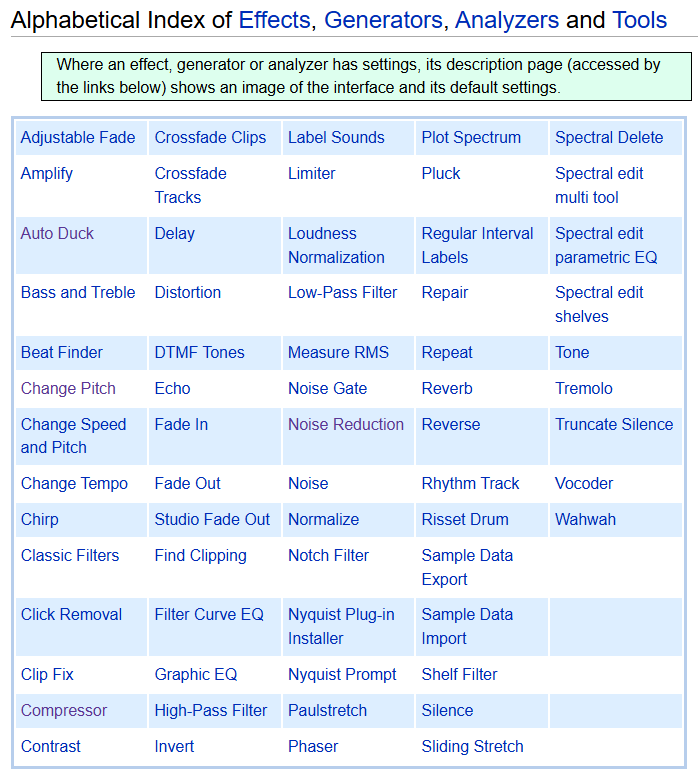 Alphabetical Index of Effects, Generators, Analyzers and Tools
Where an effect, generator or analyzer has settings, its description page (accessed by
the links below) shows an image of the interface and its default settings.
Adjustable Fade Crossfade Clips Label Sounds Plot Spectrum Spectral Delete
Amplify Crossfade Limiter Pluck Spectral edit
Tracks multi tool
Auto Duck Delay Loudness Regular Interval Spectral edit
Normalization Labels parametric EQ
Bass and Treble Distortion Low-Pass Filter Repair Spectral edit
shelves
Beat Finder DTMF Tones Measure RMS Repeat Tone
Change Pitch Echo Noise Gate Reverb Tremolo
Change Speed Fade In Noise Reduction Reverse Truncate Silence
and Pitch
Change Tempo Fade Out Noise Rhythm Track Vocoder
Chirp Studio Fade Out Normalize Risset Drum Wahwah
Classic Filters Find Clipping Notch Filter Sample Data
Export
Click Removal Filter Curve EQ Nyquist Plug-in Sample Data
Installer Import
Clip Fix Graphic EQ Nyquist Prompt Shelf Filter
Compressor High-Pass Filter Paulstretch Silence
Contrast Invert Phaser Sliding Stretch